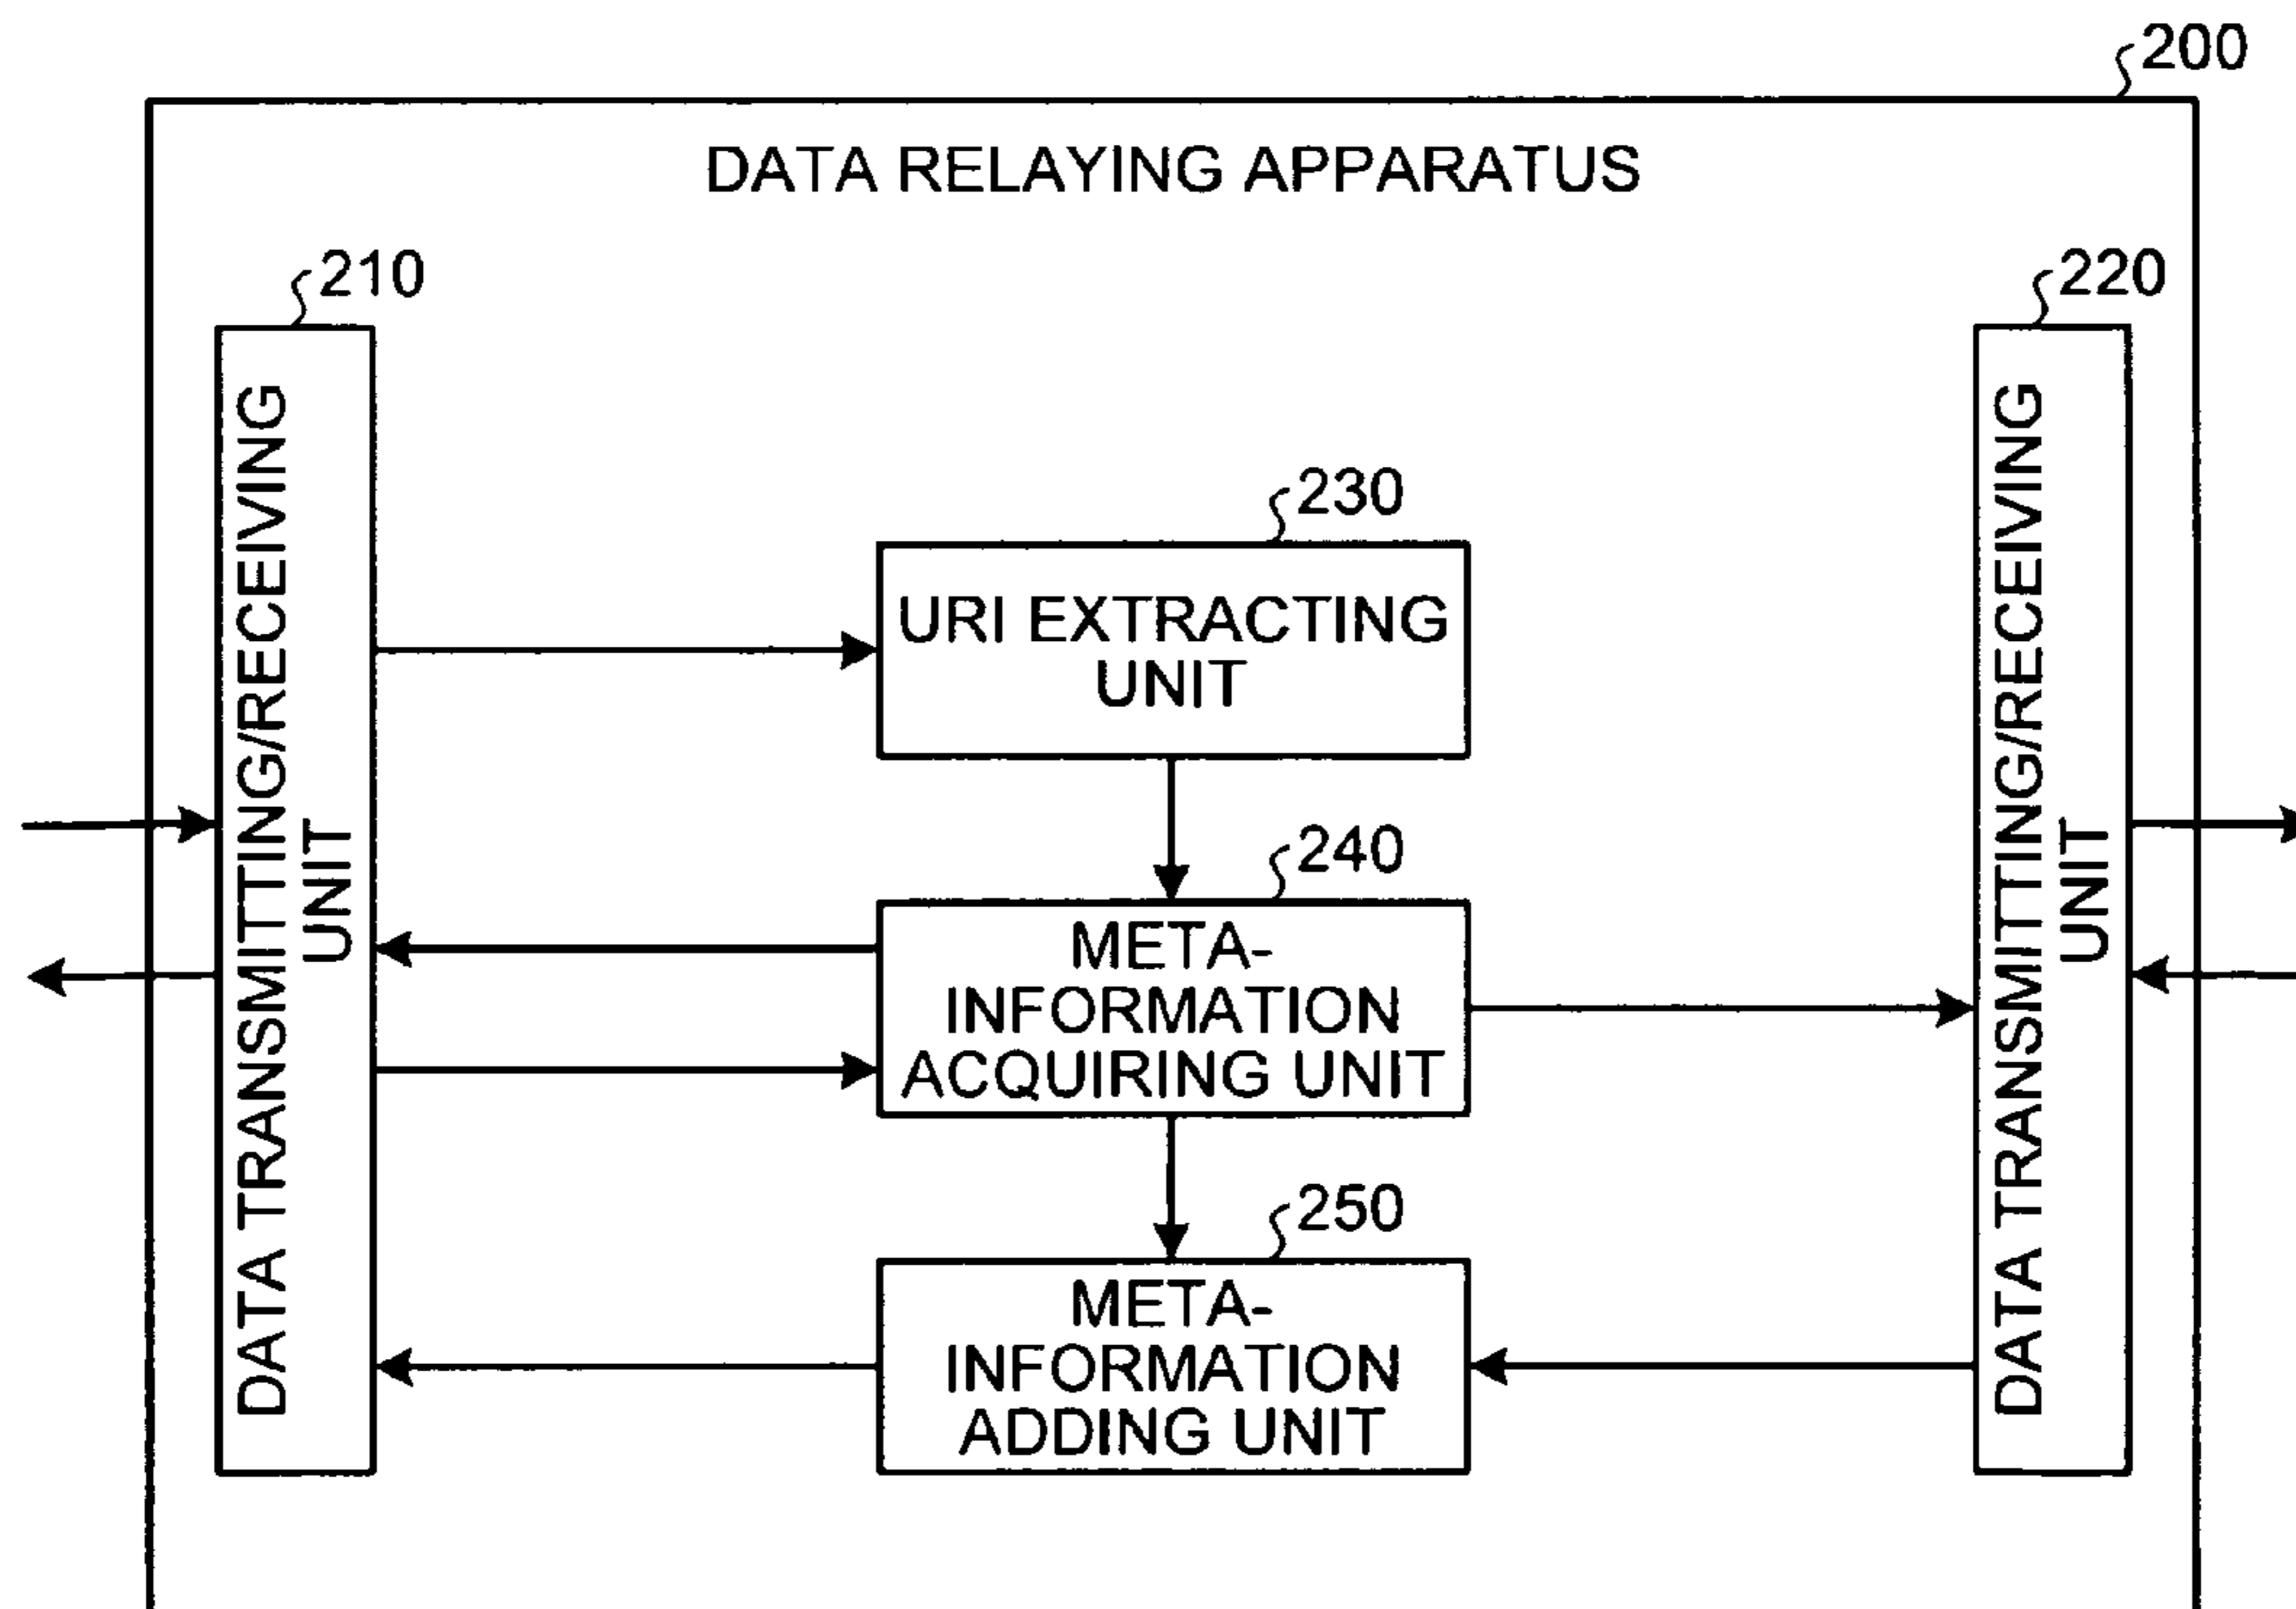 200
DATA RELAYING APPARATUS
210
220
DATA TRANSMITTING/RECEIVING
UNIT
230
URI EXTRACTING
UNIT
240
META-
INFORMATION
ACQUIRING UNIT
250
META-
INFORMATION
ADDING UNIT
DATA TRANSMITTING/RECEIVING
UNIT